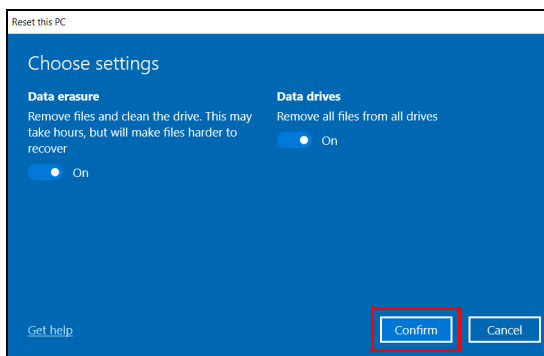 Reset this PC
Choose settings
Data erasure
Remove files and clean the drive. This may
take hours, but will make files harder to
recover
On
Data drives
Remove all files from all drives
On
Get help
Confirm
Cancel